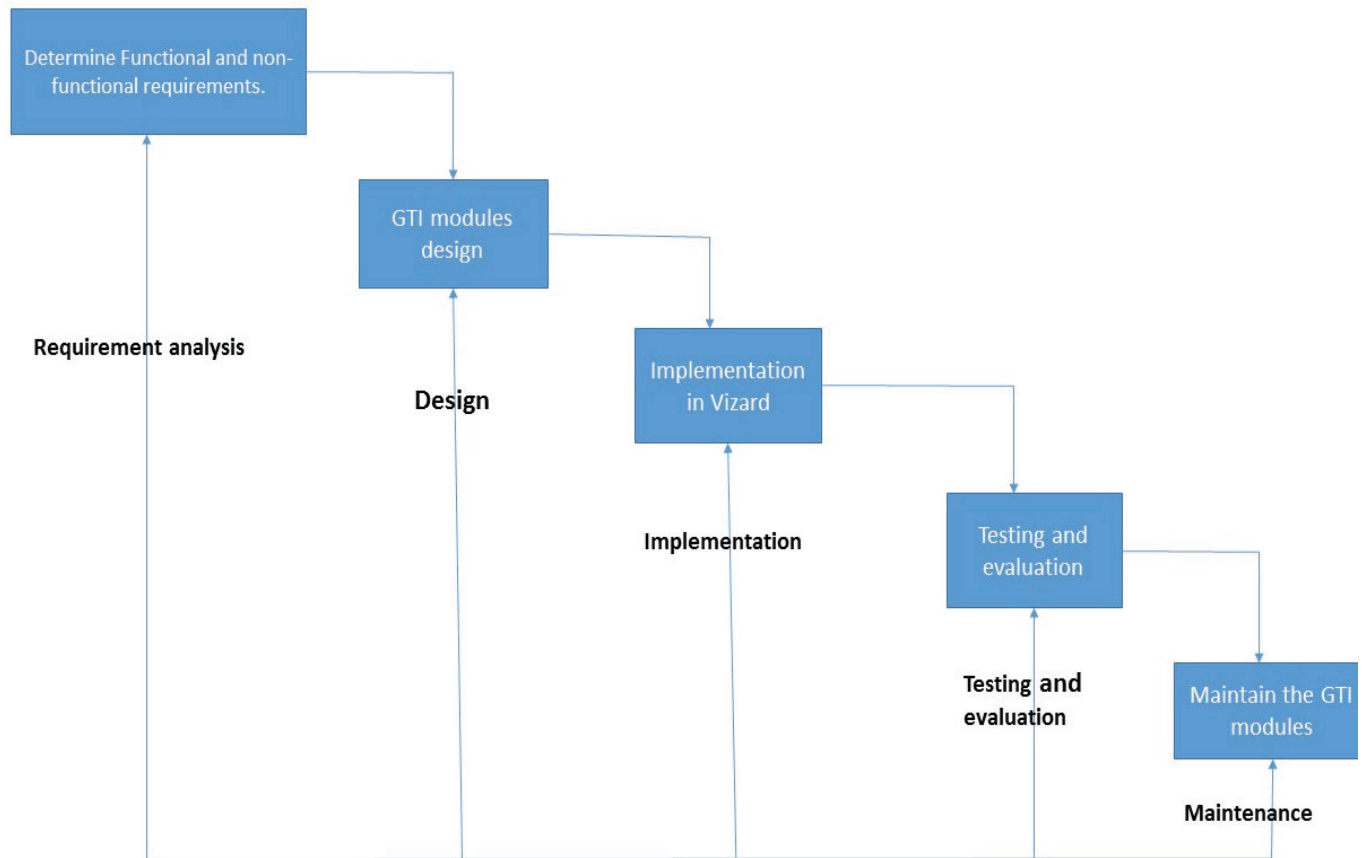 Determine Functional and non-
functional requirements.
GTI modules
design
Requirement analysis
Implementation
in Vizard
Design
Testing and
evaluation
Implementation
Maintain the GTI
modules
Testing and
evaluation
Maintenance